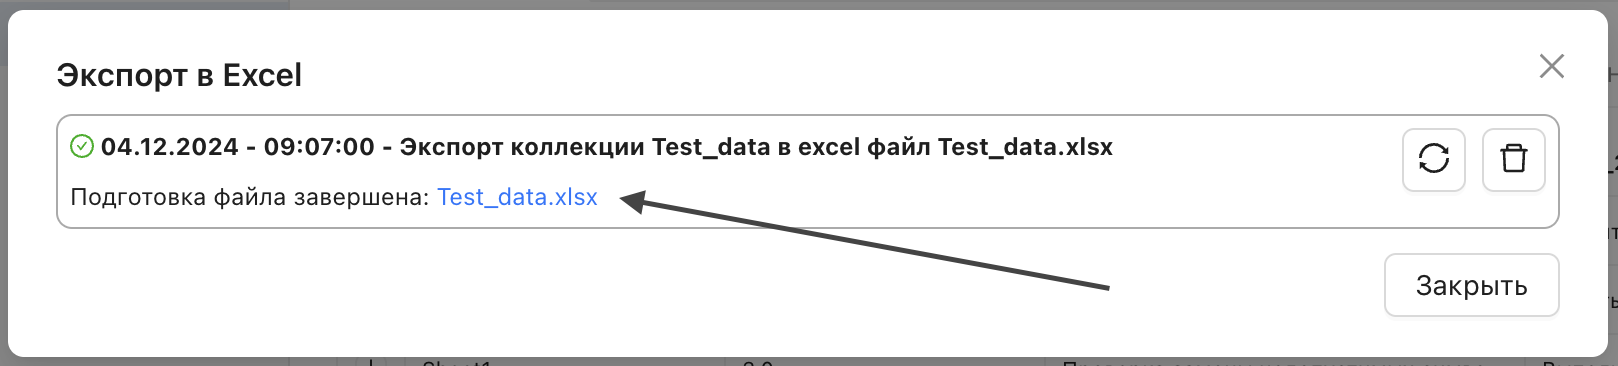 Экспорт в Excel
04.12.2024 - 09:07:00 - Экспорт коллекции Test_data в excel файл Test_data.xlsx
Подготовка файла завершена: Test_data.xlsx
Закрыть